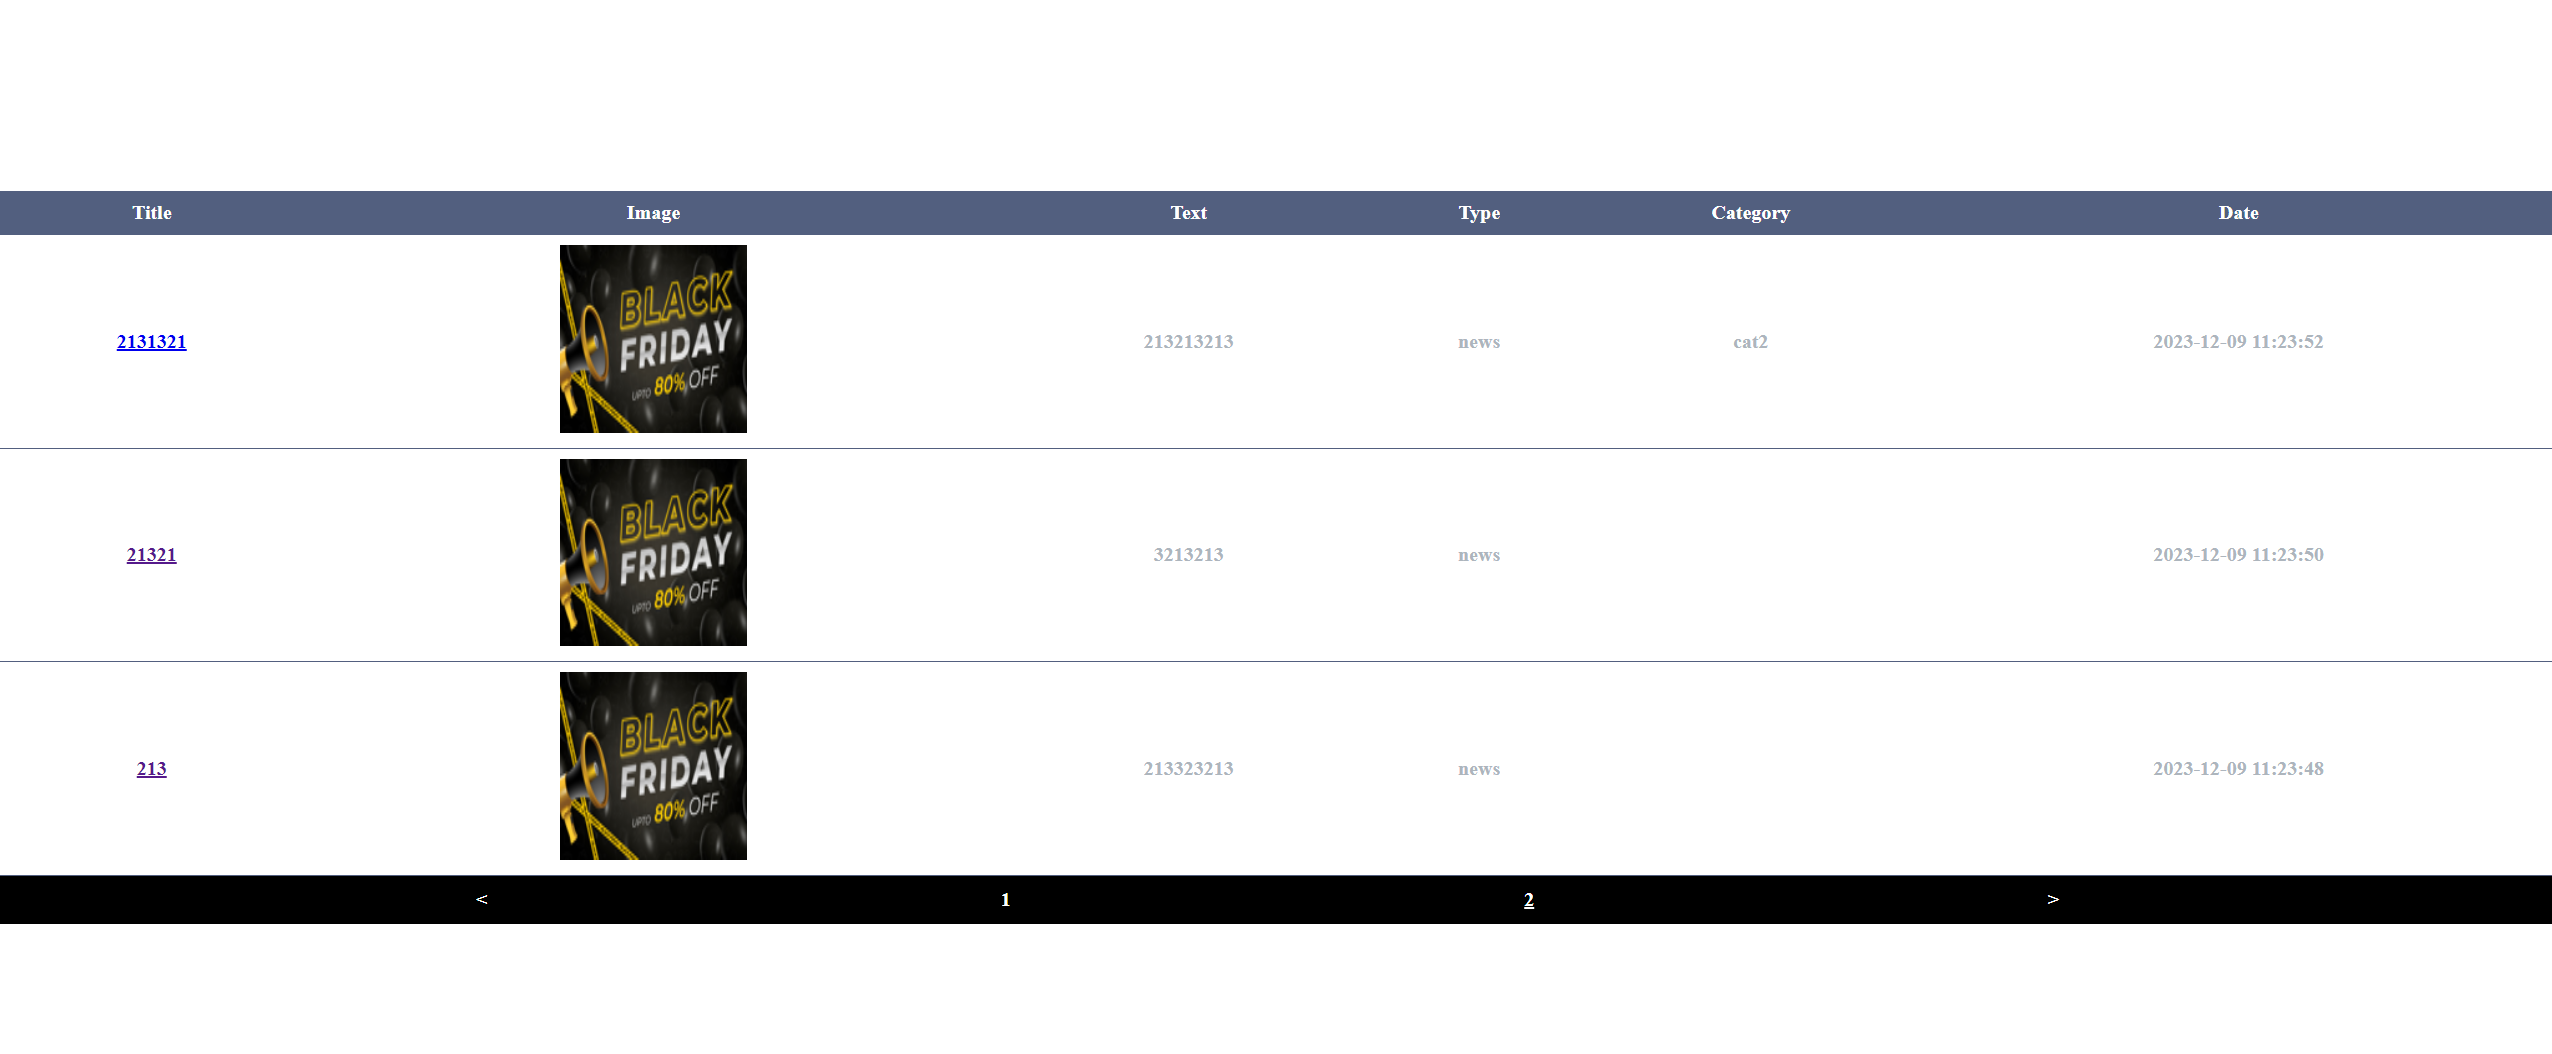 Title Image Text Type Category Date
BLACK
FRIDAY
UPTO 80% OFF
2131321 213213213 news cat2 2023-12-09 11:23:52
BLACK
FRIDAY
UPTO 80% OFF
21321 3213213 news 2023-12-09 11:23:50
BLACK
FRIDAY
UPTO 80% OFF
213 213323213 news 2023-12-09 11:23:48
< 1 2 >